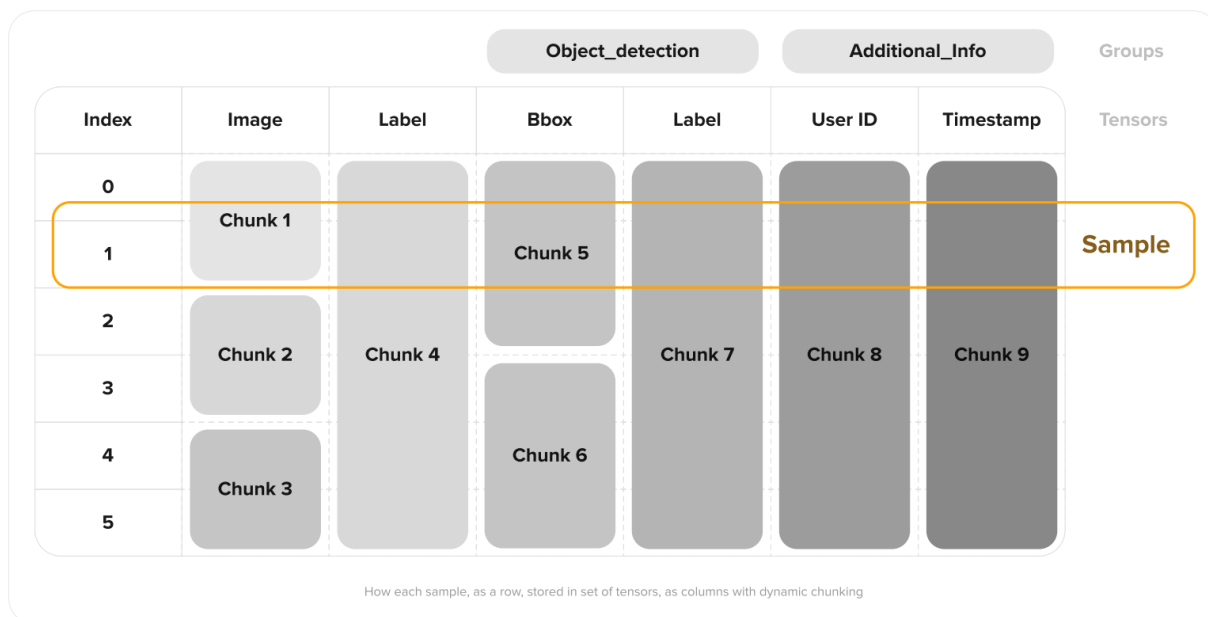 Object_detection Additional_Info Groups
Index Image Label Bbox Label User ID Timestamp Tensors
0
Chunk 1
1 Chunk 5 Sample
2
Chunk 2 Chunk 4 Chunk 7 Chunk 8 Chunk 9
3
4 Chunk 6
Chunk 3
5
How each sample, as a row, stored in set of tensors, as columns with dynamic chunking